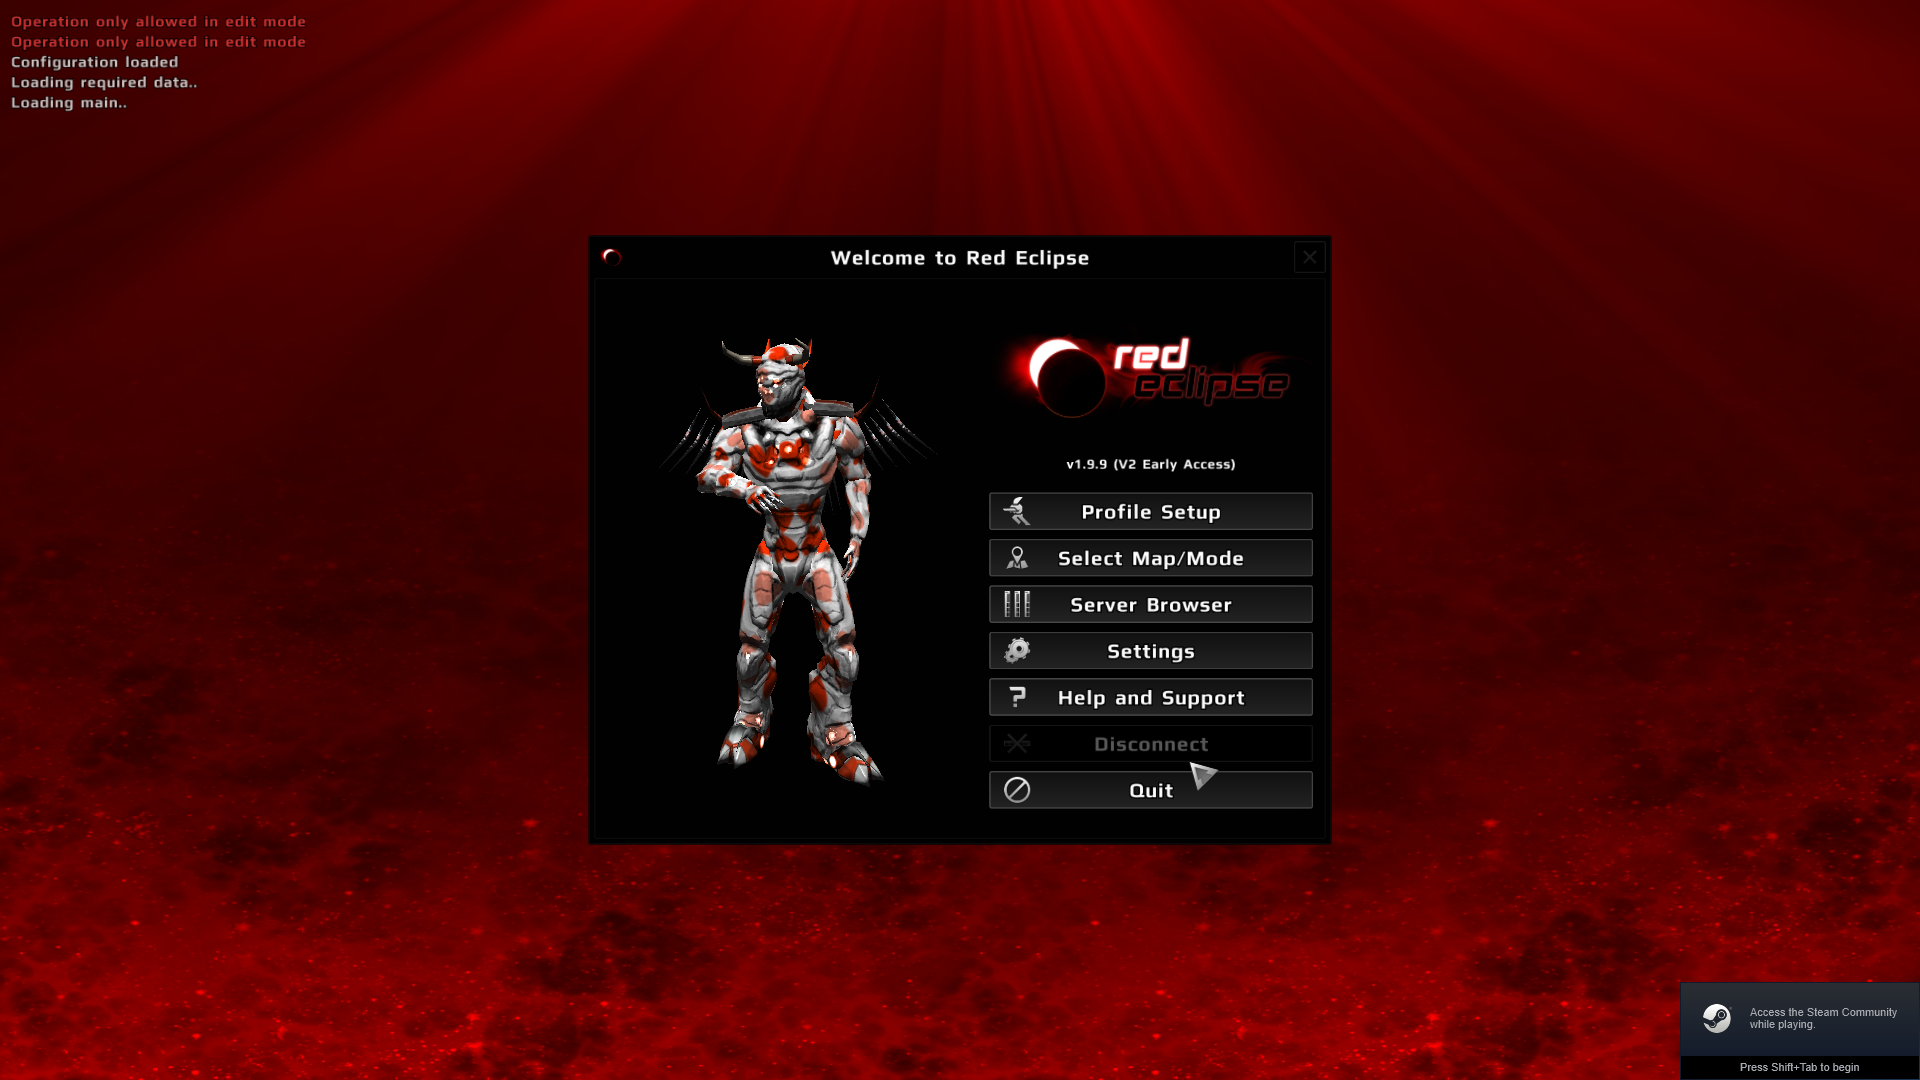 Operation only allowed in edit mode
Operation only allowed in edit mode
Configuration loaded
Loading required data..
Loading main..
Welcome to Red Eclipse
red
eclipse
v1.9.9 (V2 Early Access)
Profile Setup
Select Map/Mode
Server Browser
Settings
Help and Support
Disconnect
Quit
Access the Steam Community
while playing.
Press Shift+Tab to begin